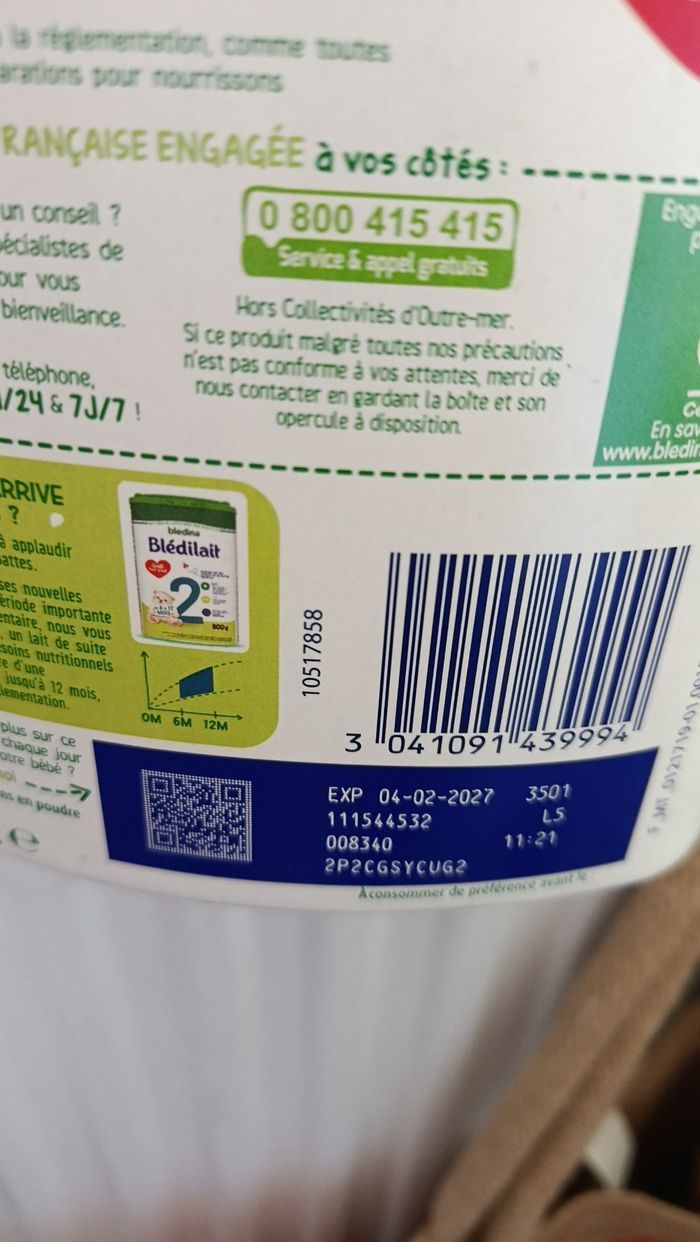 la règlementation, comme toutes
arations pour nourrissons
RANÇAISE ENGAGÉE à vos côtés :
un conseil ?
écialistes de
our vous
bienveillance.
téléphone,
/24 & 7J/7 !
0 800 415 415
Service & appel gratuits
Hors Collectivités d'Outre-mer.
Si ce produit malgré toutes nos précautions
n'est pas conforme à vos attentes, merci de
nous contacter en gardant la boîte et son
opercule à disposition.
Eng
En sav
www.bledin
RRIVE
?
à applaudir
attes.
ses nouvelles
ériode importante
entaire, nous vous
, un lait de suite
soins nutritionnels
e d'une
jusqu'à 12 mois,
lementation.
bledina
Blédilait
2
800g
0M 6M 12M
10517858
3 041091 439994
plus sur ce
chaque jour
otre bébé ?
ns en poudre
e
EXP 04-02-2027 3501
111544532 L5
008340 11:21
2P2CGSYCUG2
À consommer de préférence avant le :